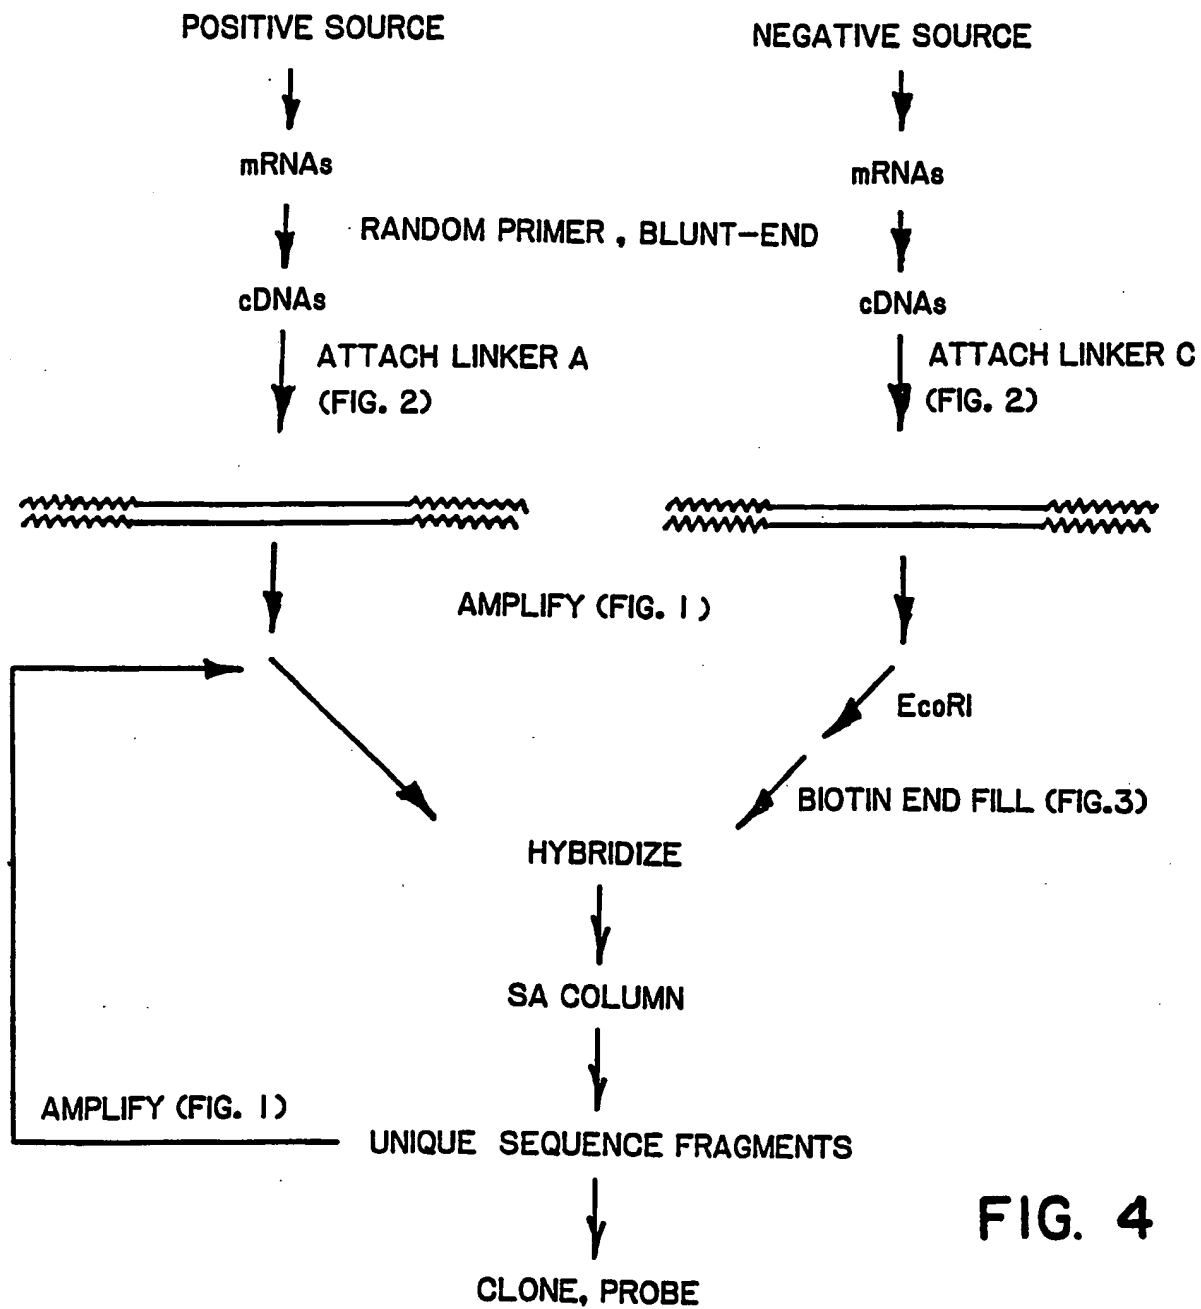 POSITIVE SOURCE
NEGATIVE SOURCE
mRNAs
mRNAs
RANDOM PRIMER , BLUNT-END
cDNAs
cDNAs
ATTACH LINKER A
(FIG. 2)
ATTACH LINKER C
(FIG. 2)
AMPLIFY (FIG. 1)
EcoRI
BIOTIN END FILL (FIG.3)
HYBRIDIZE
SA COLUMN
AMPLIFY (FIG. 1)
UNIQUE SEQUENCE FRAGMENTS
FIG. 4
CLONE, PROBE